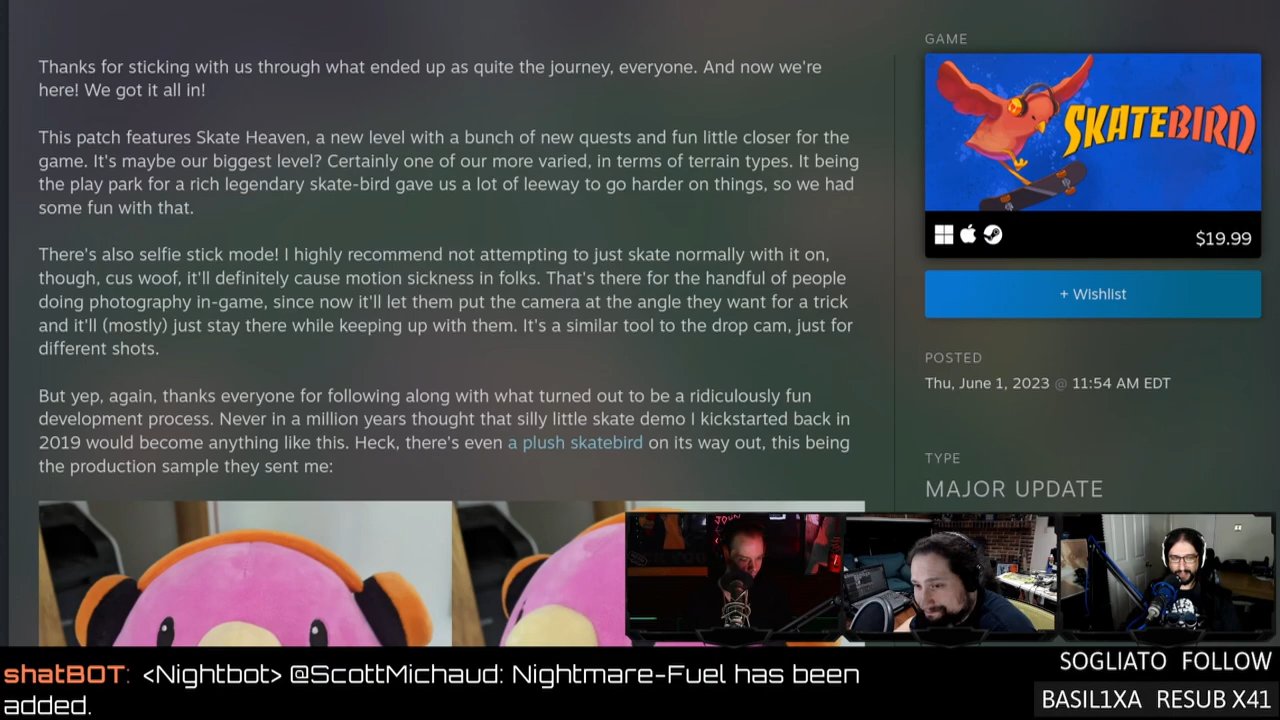 Thanks for sticking with us through what ended up as quite the journey, everyone. And now we're
here! We got it all in!
This patch features Skate Heaven, a new level with a bunch of new quests and fun little closer for the
game. It's maybe our biggest level? Certainly one of our more varied, in terms of terrain types. It being
the play park for a rich legendary skate-bird gave us a lot of leeway to go harder on things, so we had
some fun with that.
There's also selfie stick mode! I highly recommend not attempting to just skate normally with it on,
though, cus woof, it'll definitely cause motion sickness in folks. That's there for the handful of people
doing photography in-game, since now it'll let them put the camera at the angle they want for a trick
and it'll (mostly) just stay there while keeping up with them. It's a similar tool to the drop cam, just for
different shots.
But yep, again, thanks everyone for following along with what turned out to be a ridiculously fun
development process. Never in a million years thought that silly little skate demo I kickstarted back in
2019 would become anything like this. Heck, there's even a plush skatebird on its way out, this being
the production sample they sent me:
GAME
SKATEBIRD
$19.99
+ Wishlist
POSTED
Thu, June 1, 2023 @ 11:54 AM EDT
TYPE
MAJOR UPDATE
shatBOT: <Nightbot> @ScottMichaud: Nightmare-Fuel has been
added.
SOGLIATO FOLLOW
BASIL1XA RESUB X41